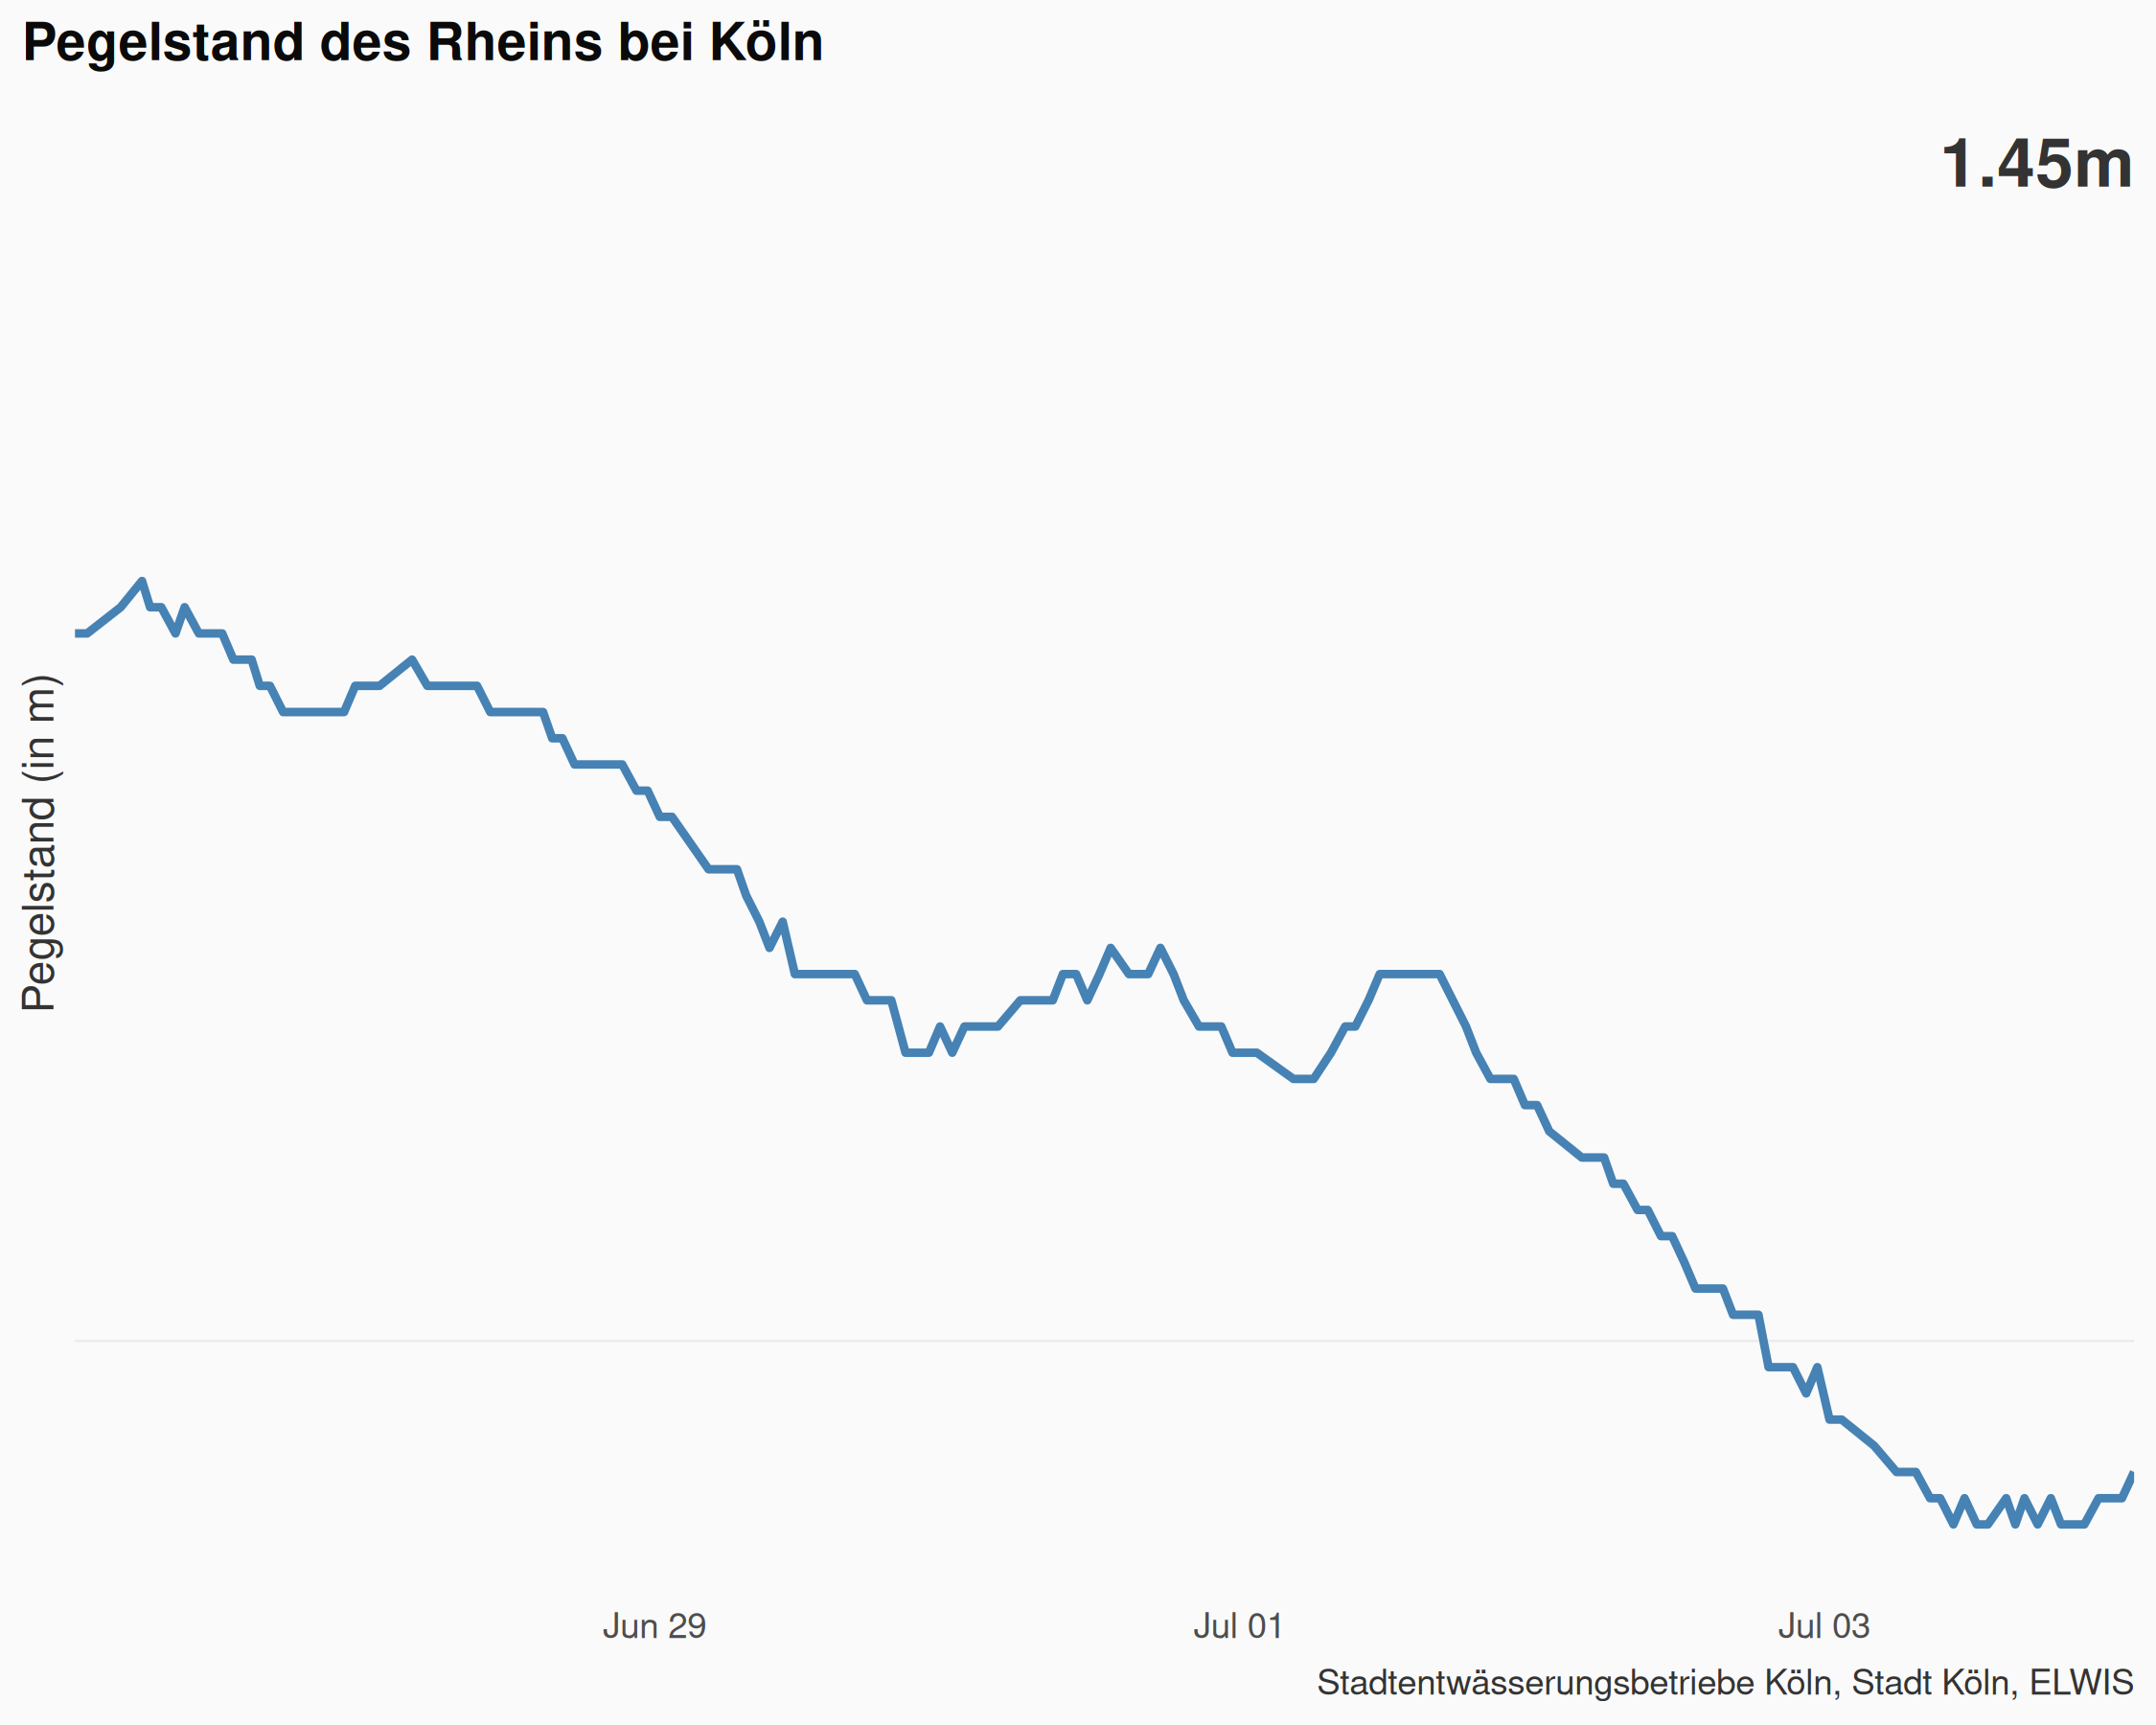 Pegelstand des Rheins bei Köln
1.45m
Pegelstand (in m)
Jun 29
Jul 01
Jul 03
Stadtentwässerungsbetriebe Köln, Stadt Köln, ELWIS